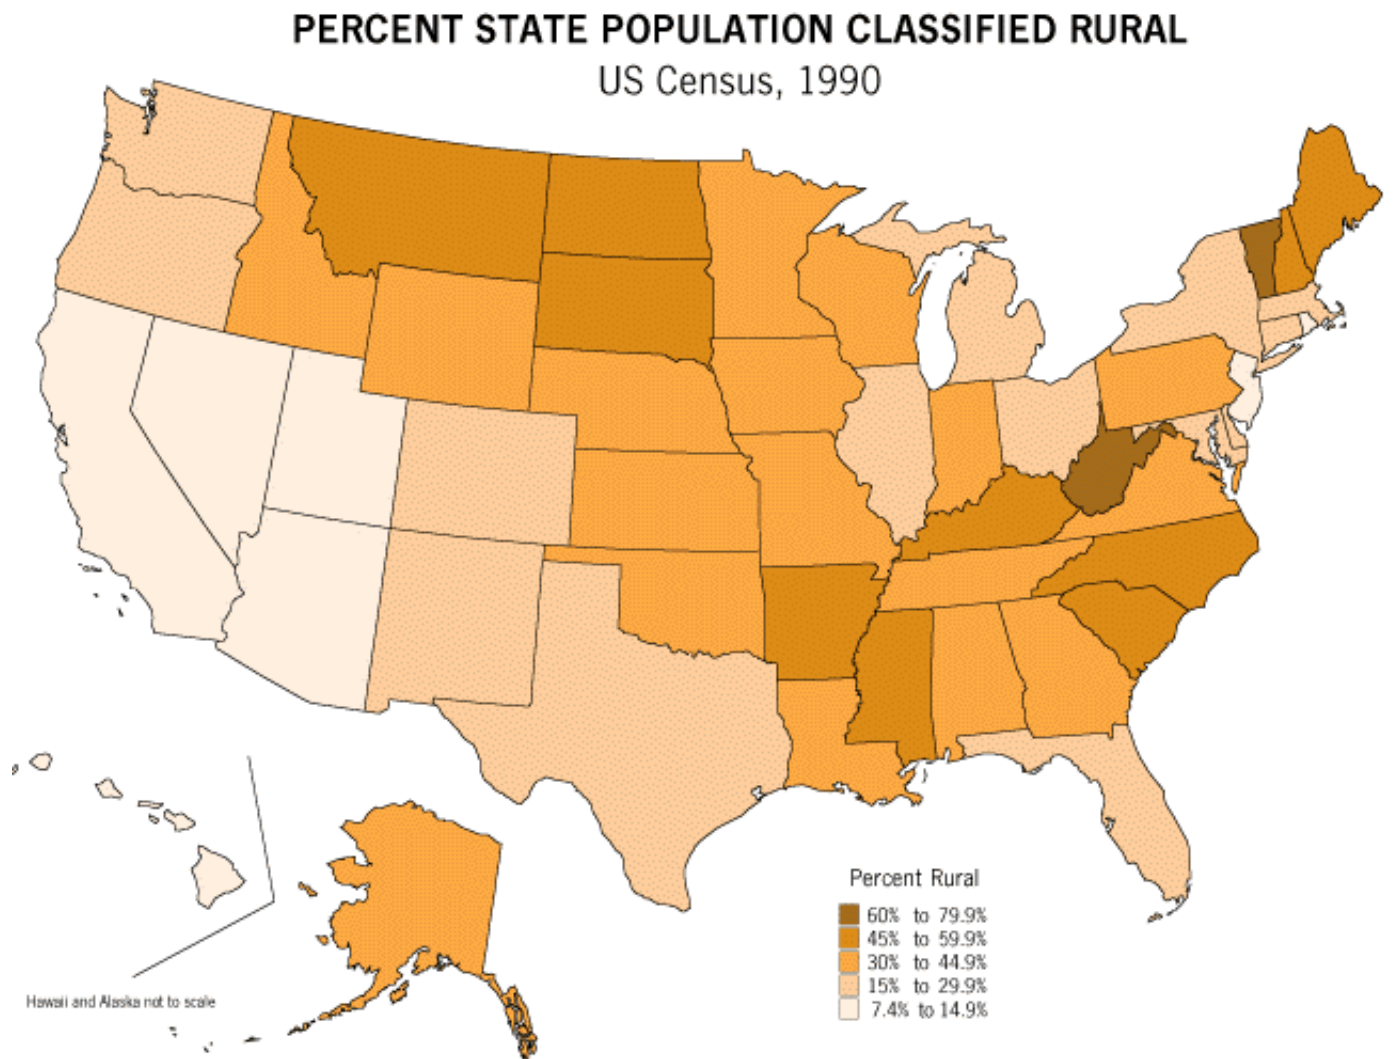 PERCENT STATE POPULATION CLASSIFIED RURAL
US Census, 1990
Percent Rural
60% to 79.9%
45% to 59.9%
30% to 44.9%
15% to 29.9%
7.4% to 14.9%
Hawaii and Alaska not to scale